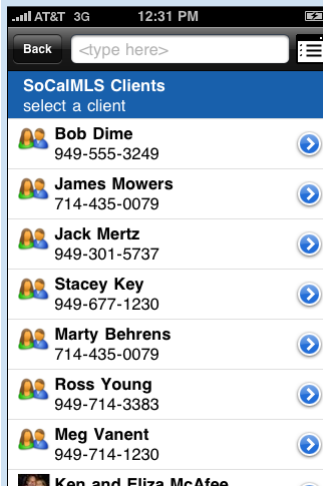 AT&T 3G 12:31 PM
Back <type here>
SoCalMLS Clients
select a client
Bob Dime
949-555-3249
James Mowers
714-435-0079
Jack Mertz
949-301-5737
Stacey Key
949-677-1230
Marty Behrens
714-435-0079
Ross Young
949-714-3383
Meg Vanent
949-714-1230
Ken and Eliza McAfee